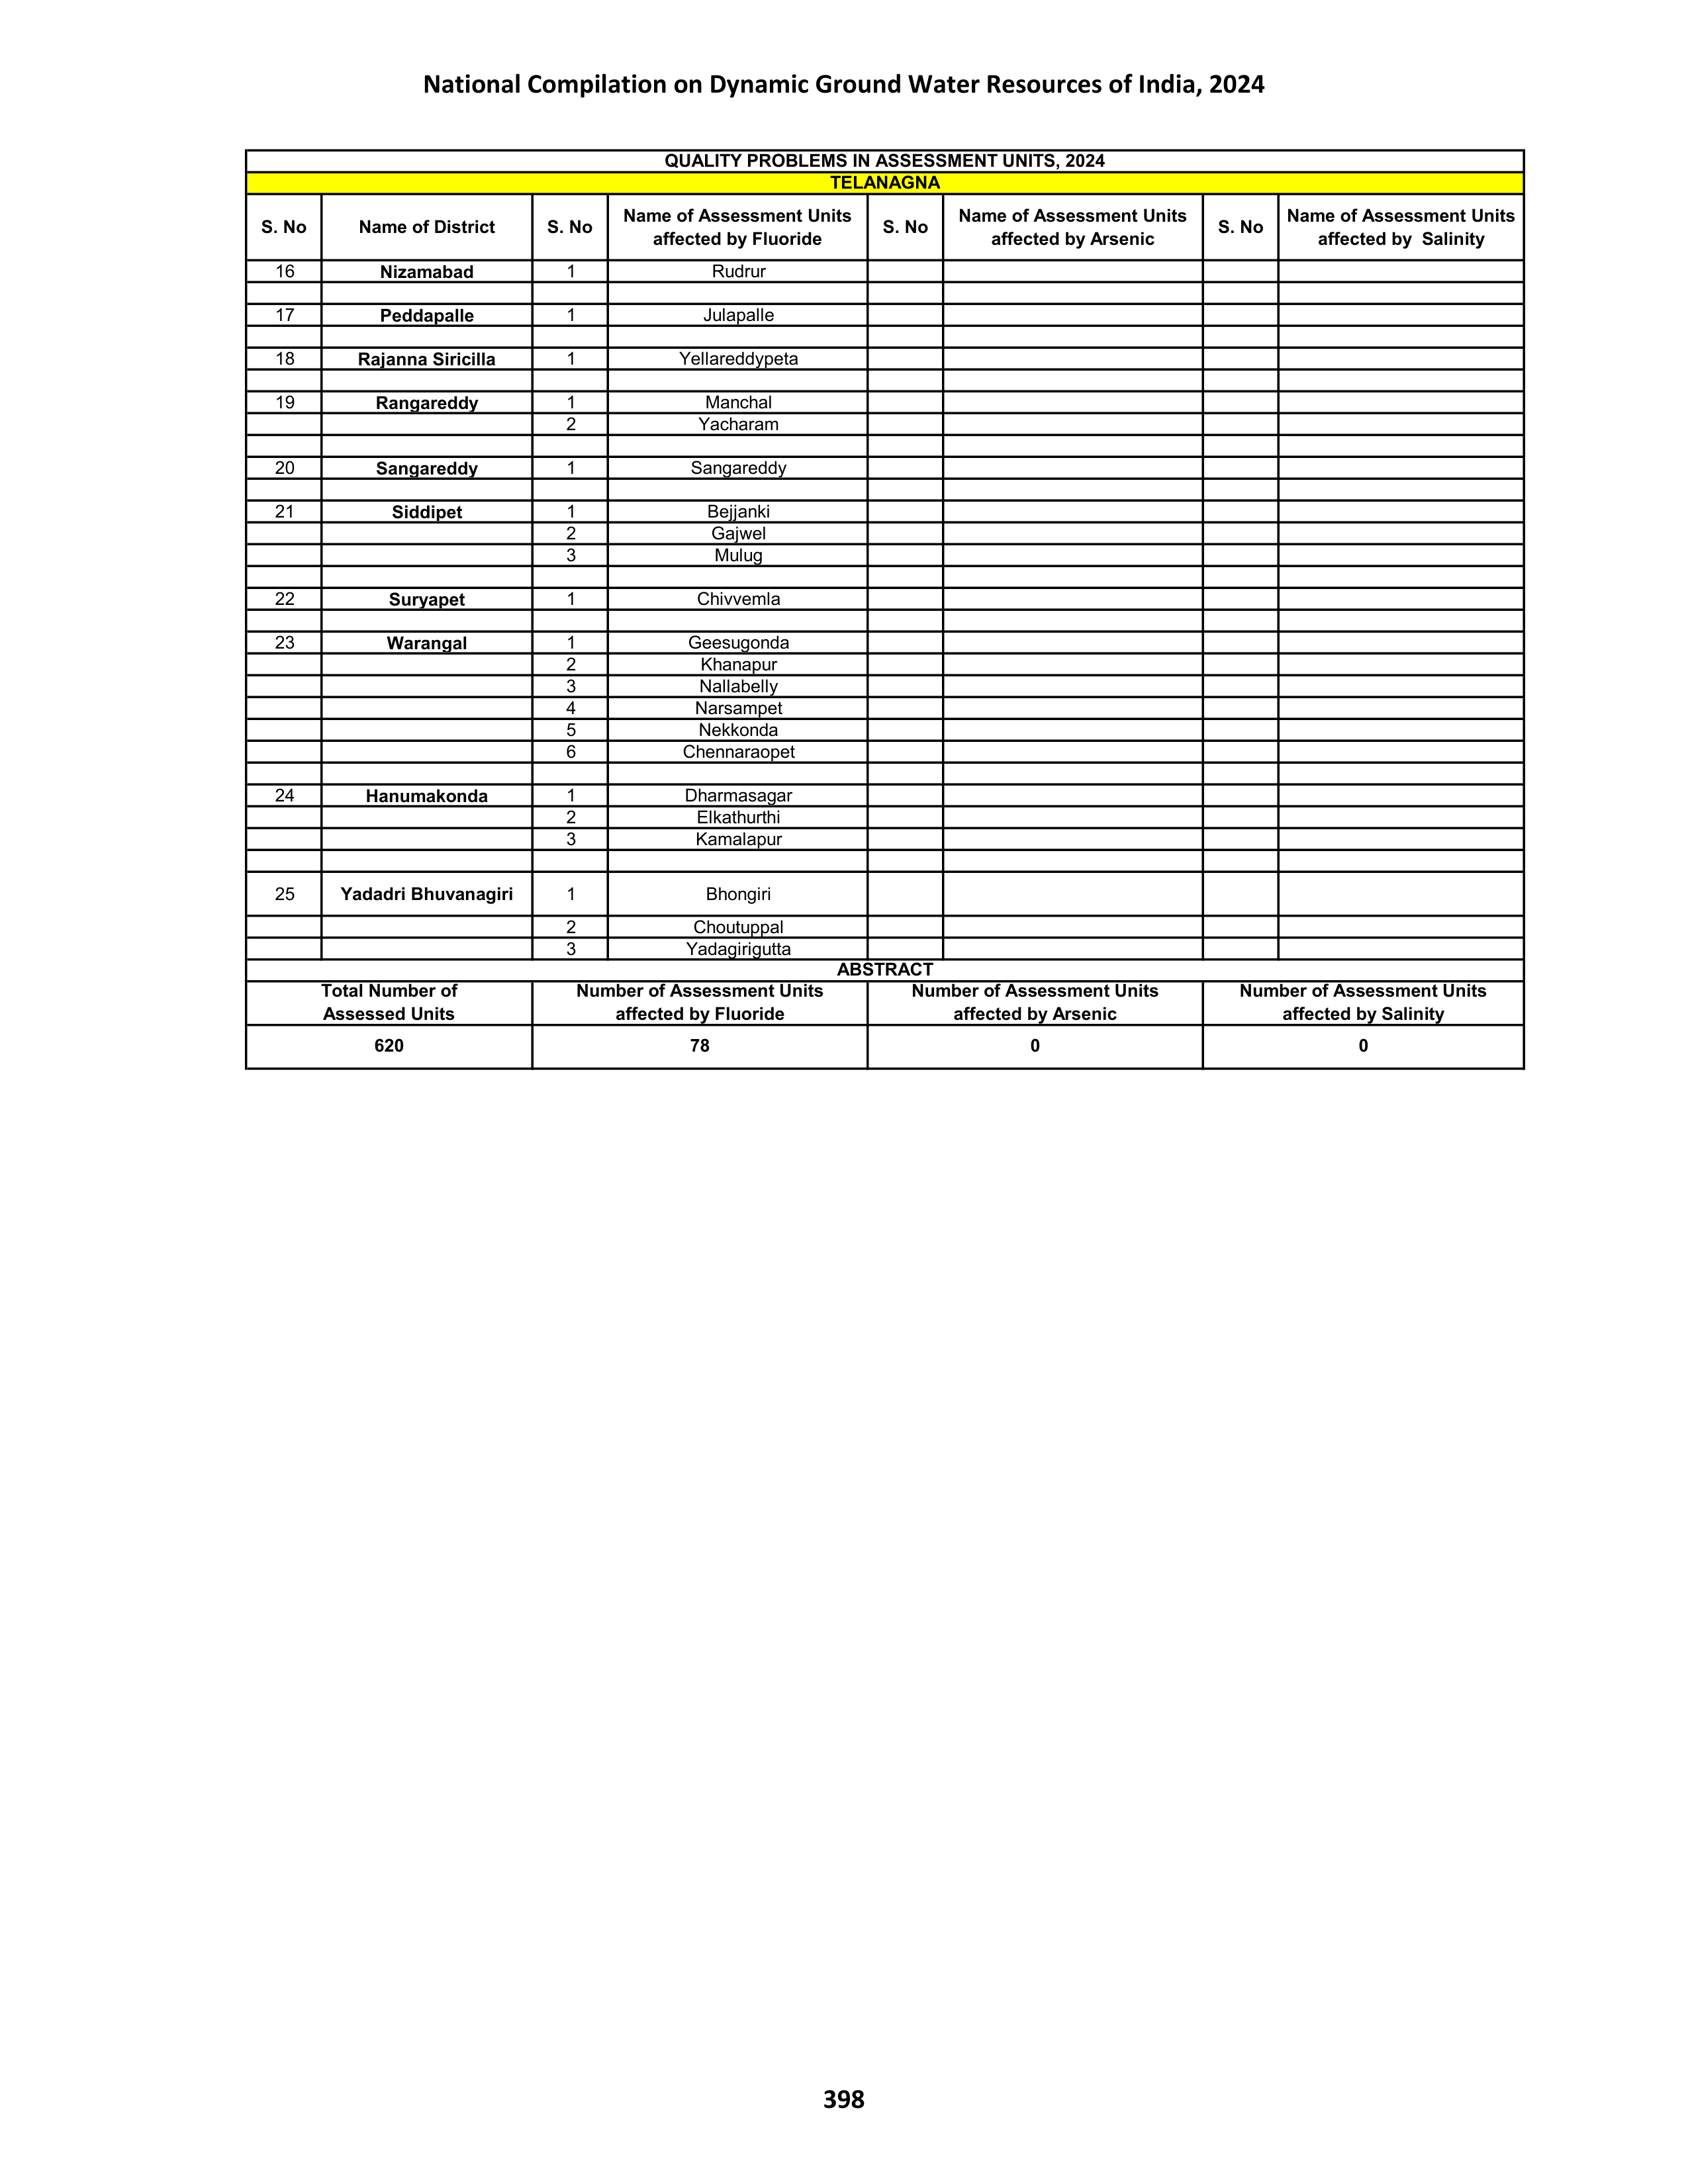 National Compilation on Dynamic Ground Water Resources of India, 2024
QUALITY PROBLEMS IN ASSESSMENT UNITS, 2024
TELANAGNA
S. No Name of District S. No Name of Assessment Units affected by Fluoride S. No Name of Assessment Units affected by Arsenic S. No Name of Assessment Units affected by Salinity
16 Nizamabad 1 Rudrur
17 Peddapalle 1 Julapalle
18 Rajanna Siricilla 1 Yellareddypeta
19 Rangareddy 1 Manchal
2 Yacharam
20 Sangareddy 1 Sangareddy
21 Siddipet 1 Bejjanki
2 Gajwel
3 Mulug
22 Suryapet 1 Chivvemla
23 Warangal 1 Geesugonda
2 Khanapur
3 Nallabelly
4 Narsampet
5 Nekkonda
6 Chennaraopet
24 Hanumakonda 1 Dharmasagar
2 Elkathurthi
3 Kamalapur
25 Yadadri Bhuvanagiri 1 Bhongiri
2 Choutuppal
3 Yadagirigutta
ABSTRACT
Total Number of Assessed Units Number of Assessment Units affected by Fluoride Number of Assessment Units affected by Arsenic Number of Assessment Units affected by Salinity
620 78 0 0
398